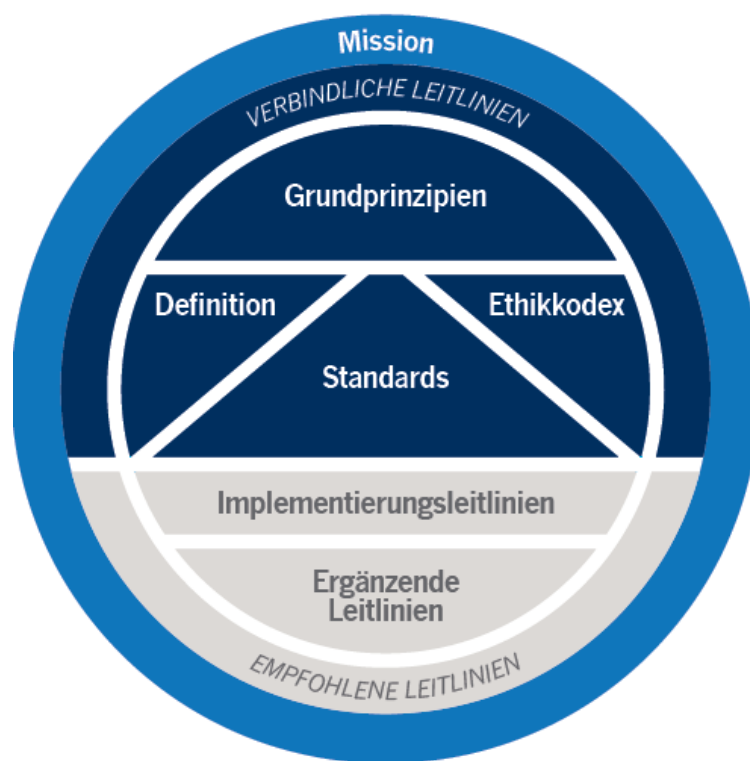 Mission
VERBINDLICHE LEITLINIEN
Grundprinzipien
Definition
Ethikkodex
Standards
Implementierungsleitlinien
Ergänzende
Leitlinien
EMPFOHLENE LEITLINIEN